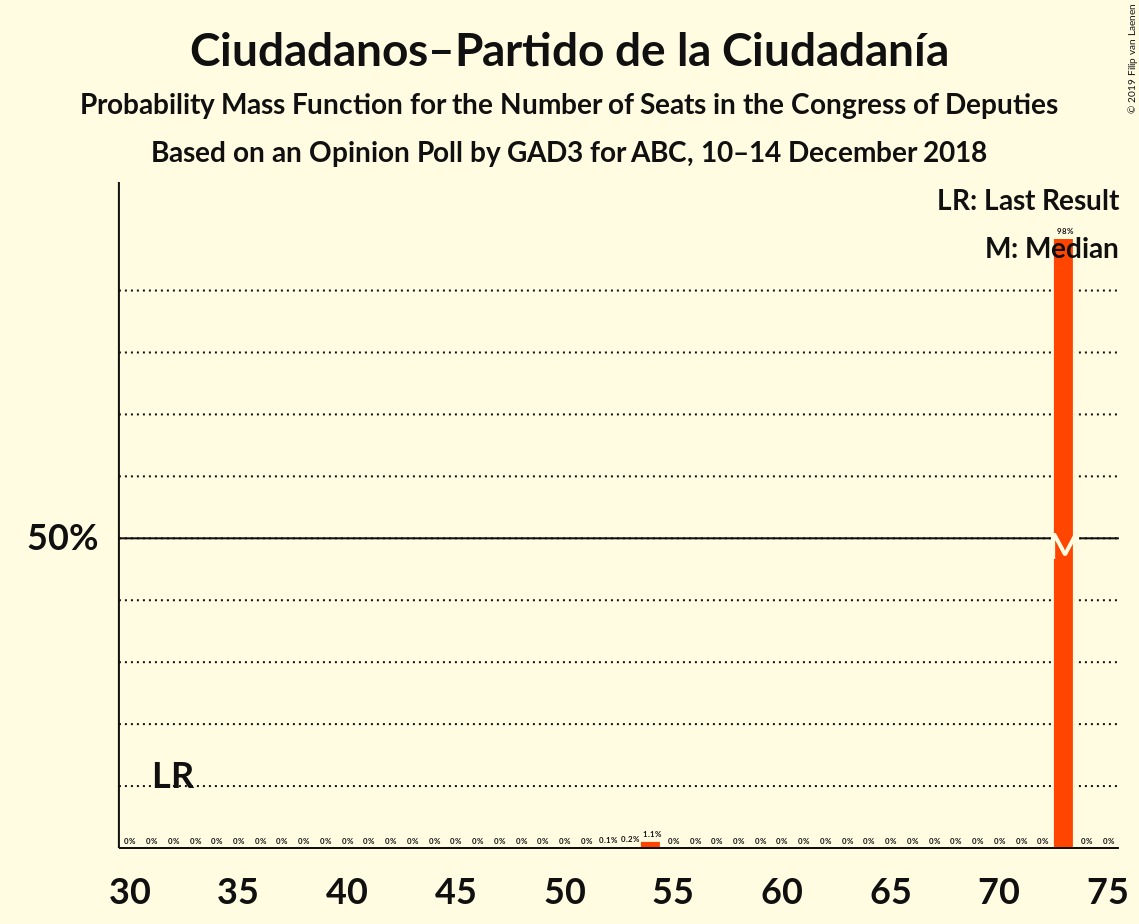 Ciudadanos–Partido de la Ciudadanía
Probability Mass Function for the Number of Seats in the Congress of Deputies
Based on an Opinion Poll by GAD3 for ABC, 10–14 December 2018
© 2019 Filip van Laenen
LR: Last Result
M: Median
98%
50%
M
LR
0% 0% 0% 0% 0% 0% 0% 0% 0% 0% 0% 0% 0% 0% 0% 0% 0% 0% 0% 0% 0% 0% 0.1% 0.2% 1.1% 0% 0% 0% 0% 0% 0% 0% 0% 0% 0% 0% 0% 0% 0% 0% 0% 0% 0% 0% 0%
30 35 40 45 50 55 60 65 70 75